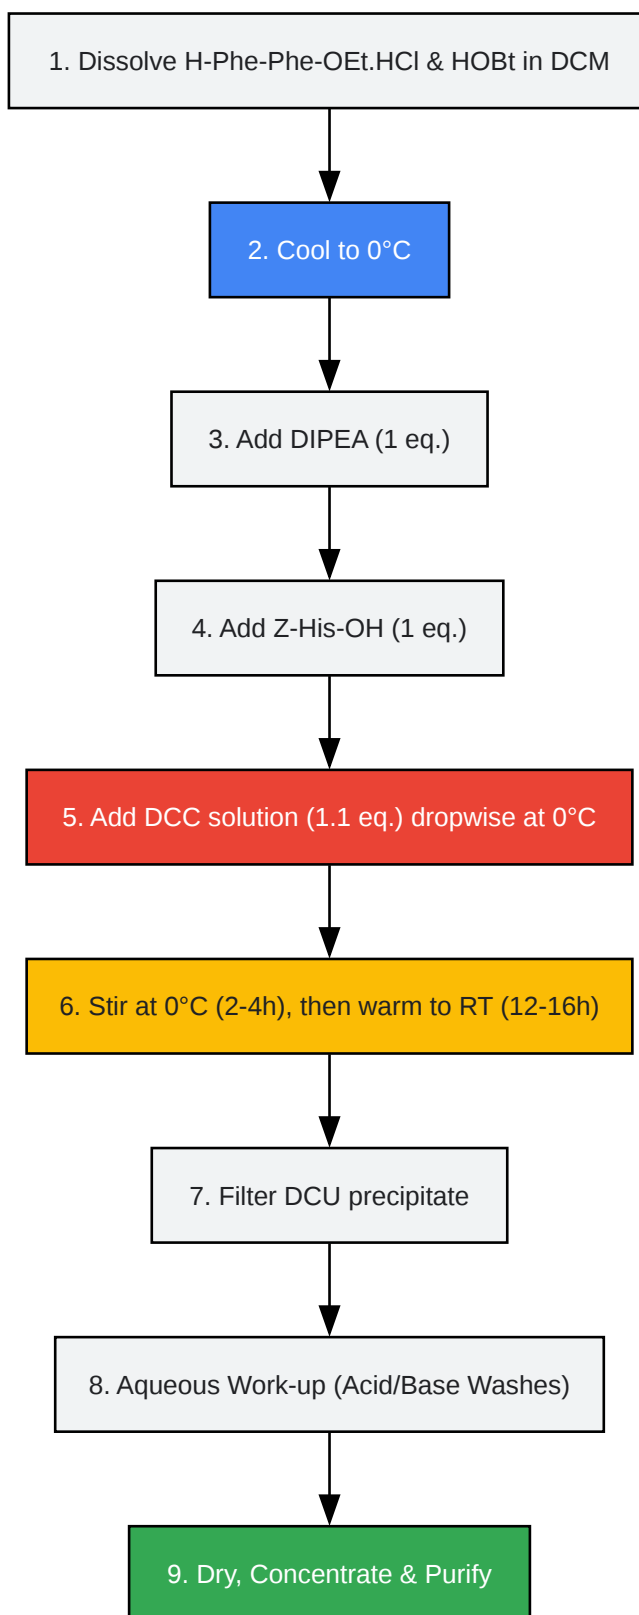 1. Dissolve H-Phe-Phe-OEt.HCl & HOBt in DCM
2. Cool to 0°C
3. Add DIPEA (1 eq.)
4. Add Z-His-OH (1 eq.)
5. Add DCC solution (1.1 eq.) dropwise at 0°C
6. Stir at 0°C (2-4h), then warm to RT (12-16h)
7. Filter DCU precipitate
8. Aqueous Work-up (Acid/Base Washes)
9. Dry, Concentrate & Purify